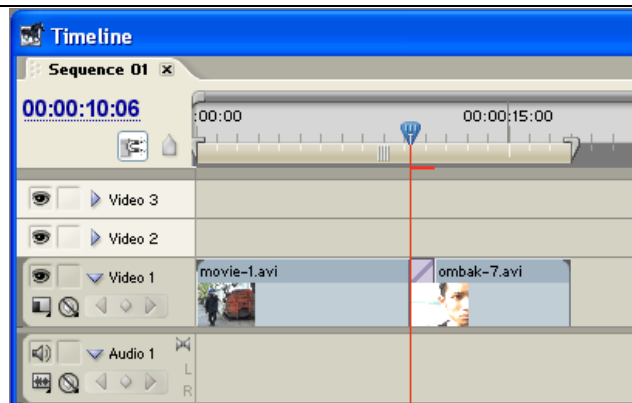 Timeline
Sequence 01
00:00:10:06
:00:00 00:00:15:00
Video 3
Video 2
Video 1
movie-1.avi ombak-7.avi
Audio 1
L
R